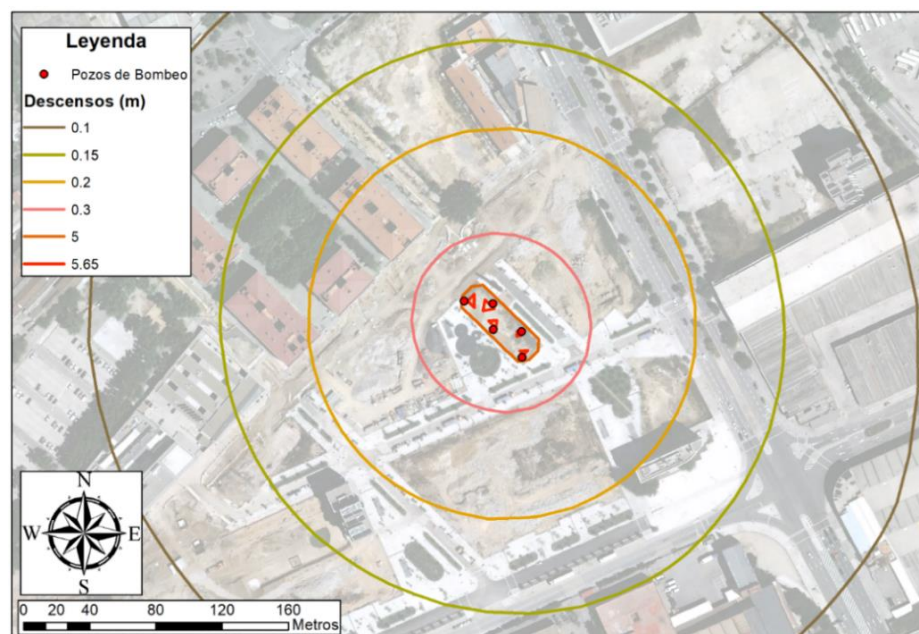 Leyenda
Pozos de Bombeo
Descensos (m)
0.1
0.15
0.2
0.3
5
5.65
N
W E
S
0 20 40 80 120 160
Metros